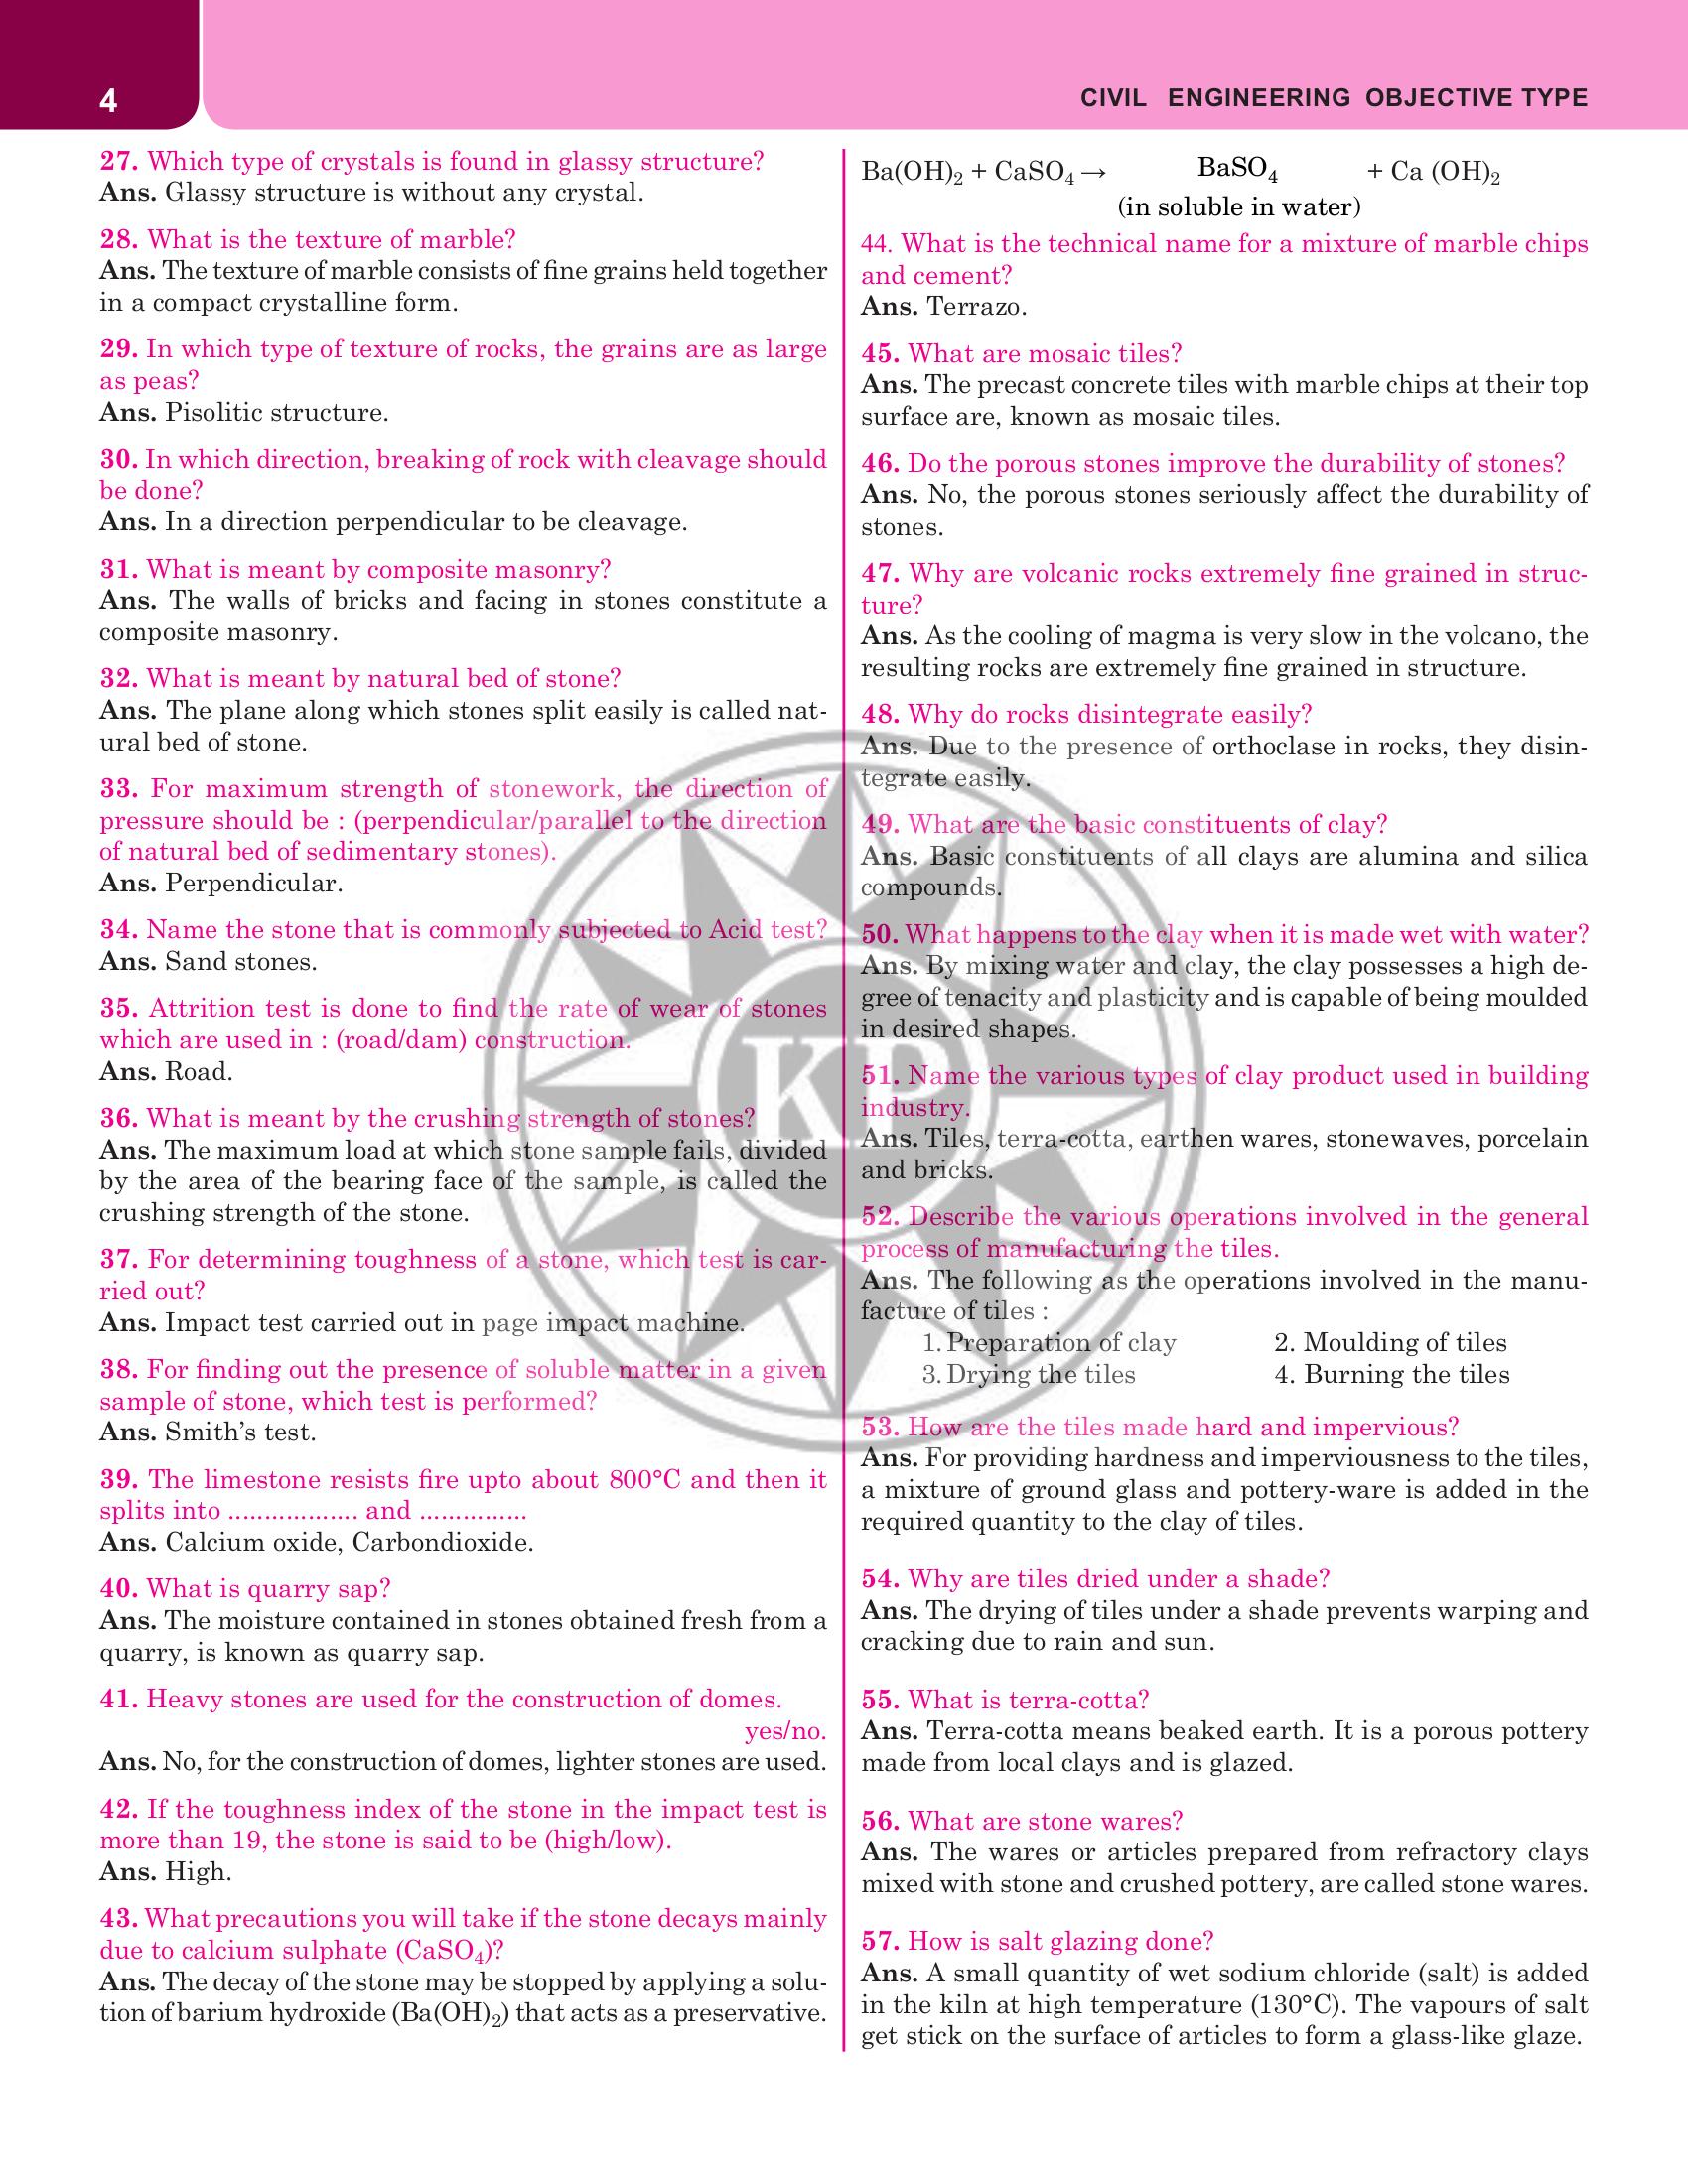 4
CIVIL ENGINEERING OBJECTIVE TYPE
27. Which type of crystals is found in glassy structure?
Ans. Glassy structure is without any crystal.
28. What is the texture of marble?
Ans. The texture of marble consists of fine grains held together
in a compact crystalline form.
29. In which type of texture of rocks, the grains are as large
as peas?
Ans. Pisolitic structure.
30. In which direction, breaking of rock with cleavage should
be done?
Ans. In a direction perpendicular to be cleavage.
31. What is meant by composite masonry?
Ans. The walls of bricks and facing in stones constitute a
composite masonry.
32. What is meant by natural bed of stone?
Ans. The plane along which stones split easily is called nat-
ural bed of stone.
33. For maximum strength of stonework, the direction of
pressure should be : (perpendicular/parallel to the direction
of natural bed of sedimentary stones).
Ans. Perpendicular.
34. Name the stone that is commonly subjected to Acid test?
Ans. Sand stones.
35. Attrition test is done to find the rate of wear of stones
which are used in : (road/dam) construction.
Ans. Road.
36. What is meant by the crushing strength of stones?
Ans. The maximum load at which stone sample fails, divided
by the area of the bearing face of the sample, is called the
crushing strength of the stone.
37. For determining toughness of a stone, which test is car-
ried out?
Ans. Impact test carried out in page impact machine.
38. For finding out the presence of soluble matter in a given
sample of stone, which test is performed?
Ans. Smith's test.
39. The limestone resists fire upto about 800°C and then it
splits into .................. and ...............
Ans. Calcium oxide, Carbondioxide.
40. What is quarry sap?
Ans. The moisture contained in stones obtained fresh from a
quarry, is known as quarry sap.
41. Heavy stones are used for the construction of domes.
yes/no.
Ans. No, for the construction of domes, lighter stones are used.
42. If the toughness index of the stone in the impact test is
more than 19, the stone is said to be (high/low).
Ans. High.
43. What precautions you will take if the stone decays mainly
due to calcium sulphate (CaSO₄)?
Ans. The decay of the stone may be stopped by applying a solu-
tion of barium hydroxide (Ba(OH)₂) that acts as a preservative.
Ba(OH)₂ + CaSO₄ → BaSO₄ + Ca (OH)₂
(in soluble in water)
44. What is the technical name for a mixture of marble chips
and cement?
Ans. Terrazo.
45. What are mosaic tiles?
Ans. The precast concrete tiles with marble chips at their top
surface are, known as mosaic tiles.
46. Do the porous stones improve the durability of stones?
Ans. No, the porous stones seriously affect the durability of
stones.
47. Why are volcanic rocks extremely fine grained in struc-
ture?
Ans. As the cooling of magma is very slow in the volcano, the
resulting rocks are extremely fine grained in structure.
48. Why do rocks disintegrate easily?
Ans. Due to the presence of orthoclase in rocks, they disin-
tegrate easily.
49. What are the basic constituents of clay?
Ans. Basic constituents of all clays are alumina and silica
compounds.
50. What happens to the clay when it is made wet with water?
Ans. By mixing water and clay, the clay possesses a high de-
gree of tenacity and plasticity and is capable of being moulded
in desired shapes.
51. Name the various types of clay product used in building
industry.
Ans. Tiles, terra-cotta, earthen wares, stonewaves, porcelain
and bricks.
52. Describe the various operations involved in the general
process of manufacturing the tiles.
Ans. The following as the operations involved in the manu-
facture of tiles :
1. Preparation of clay 2. Moulding of tiles
3. Drying the tiles 4. Burning the tiles
53. How are the tiles made hard and impervious?
Ans. For providing hardness and imperviousness to the tiles,
a mixture of ground glass and pottery-ware is added in the
required quantity to the clay of tiles.
54. Why are tiles dried under a shade?
Ans. The drying of tiles under a shade prevents warping and
cracking due to rain and sun.
55. What is terra-cotta?
Ans. Terra-cotta means beaked earth. It is a porous pottery
made from local clays and is glazed.
56. What are stone wares?
Ans. The wares or articles prepared from refractory clays
mixed with stone and crushed pottery, are called stone wares.
57. How is salt glazing done?
Ans. A small quantity of wet sodium chloride (salt) is added
in the kiln at high temperature (130°C). The vapours of salt
get stick on the surface of articles to form a glass-like glaze.
KP